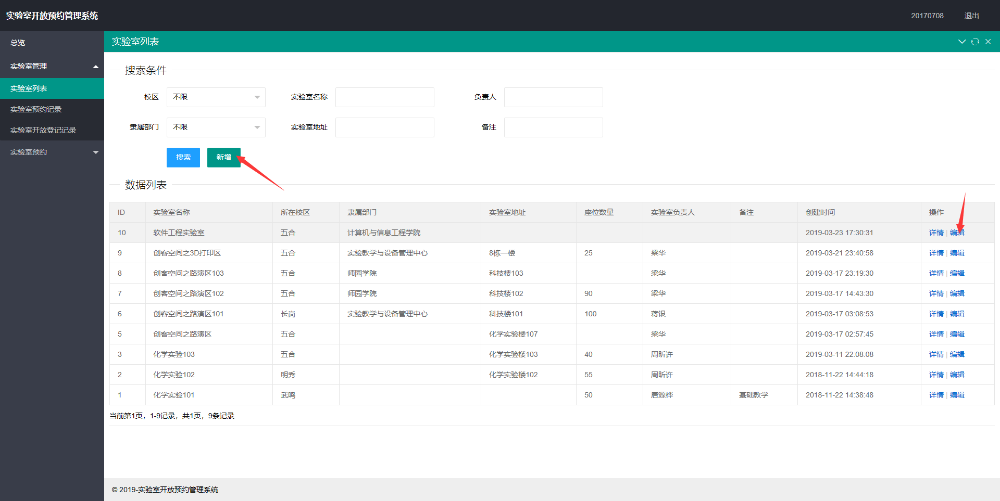 实验室开放预约管理系统
20170708 退出
总览
实验室管理
实验室列表
实验室预约记录
实验室开放登记记录
实验室预约
实验室列表
搜索条件
校区 不限 实验室名称 负责人
隶属部门 不限 实验室地址 备注
搜索 新增
数据列表
ID 实验室名称 所在校区 隶属部门 实验室地址 座位数量 实验室负责人 备注 创建时间 操作
10 软件工程实验室 五合 计算机与信息工程学院 2019-03-23 17:30:31 详情 | 编辑
9 创客空间之3D打印区 五合 实验教学与设备管理中心 8栋一楼 25 梁华 2019-03-21 23:40:58 详情 | 编辑
8 创客空间之路演区103 五合 师园学院 科技楼103 梁华 2019-03-17 23:19:30 详情 | 编辑
7 创客空间之路演区102 五合 师园学院 科技楼102 90 梁华 2019-03-17 14:43:30 详情 | 编辑
6 创客空间之路演区101 长岗 实验教学与设备管理中心 科技楼101 100 蒋银 2019-03-17 03:08:53 详情 | 编辑
5 创客空间之路演区 五合 化学实验楼107 梁华 2019-03-17 02:57:45 详情 | 编辑
3 化学实验103 五合 化学实验楼103 40 周昕许 2019-03-11 22:08:08 详情 | 编辑
2 化学实验102 明秀 化学实验楼102 55 周昕许 2018-11-22 14:44:18 详情 | 编辑
1 化学实验101 武鸣 50 唐源桦 基础教学 2018-11-22 14:38:48 详情 | 编辑
当前第1页，1-9记录，共1页，9条记录
© 2019-实验室开放预约管理系统